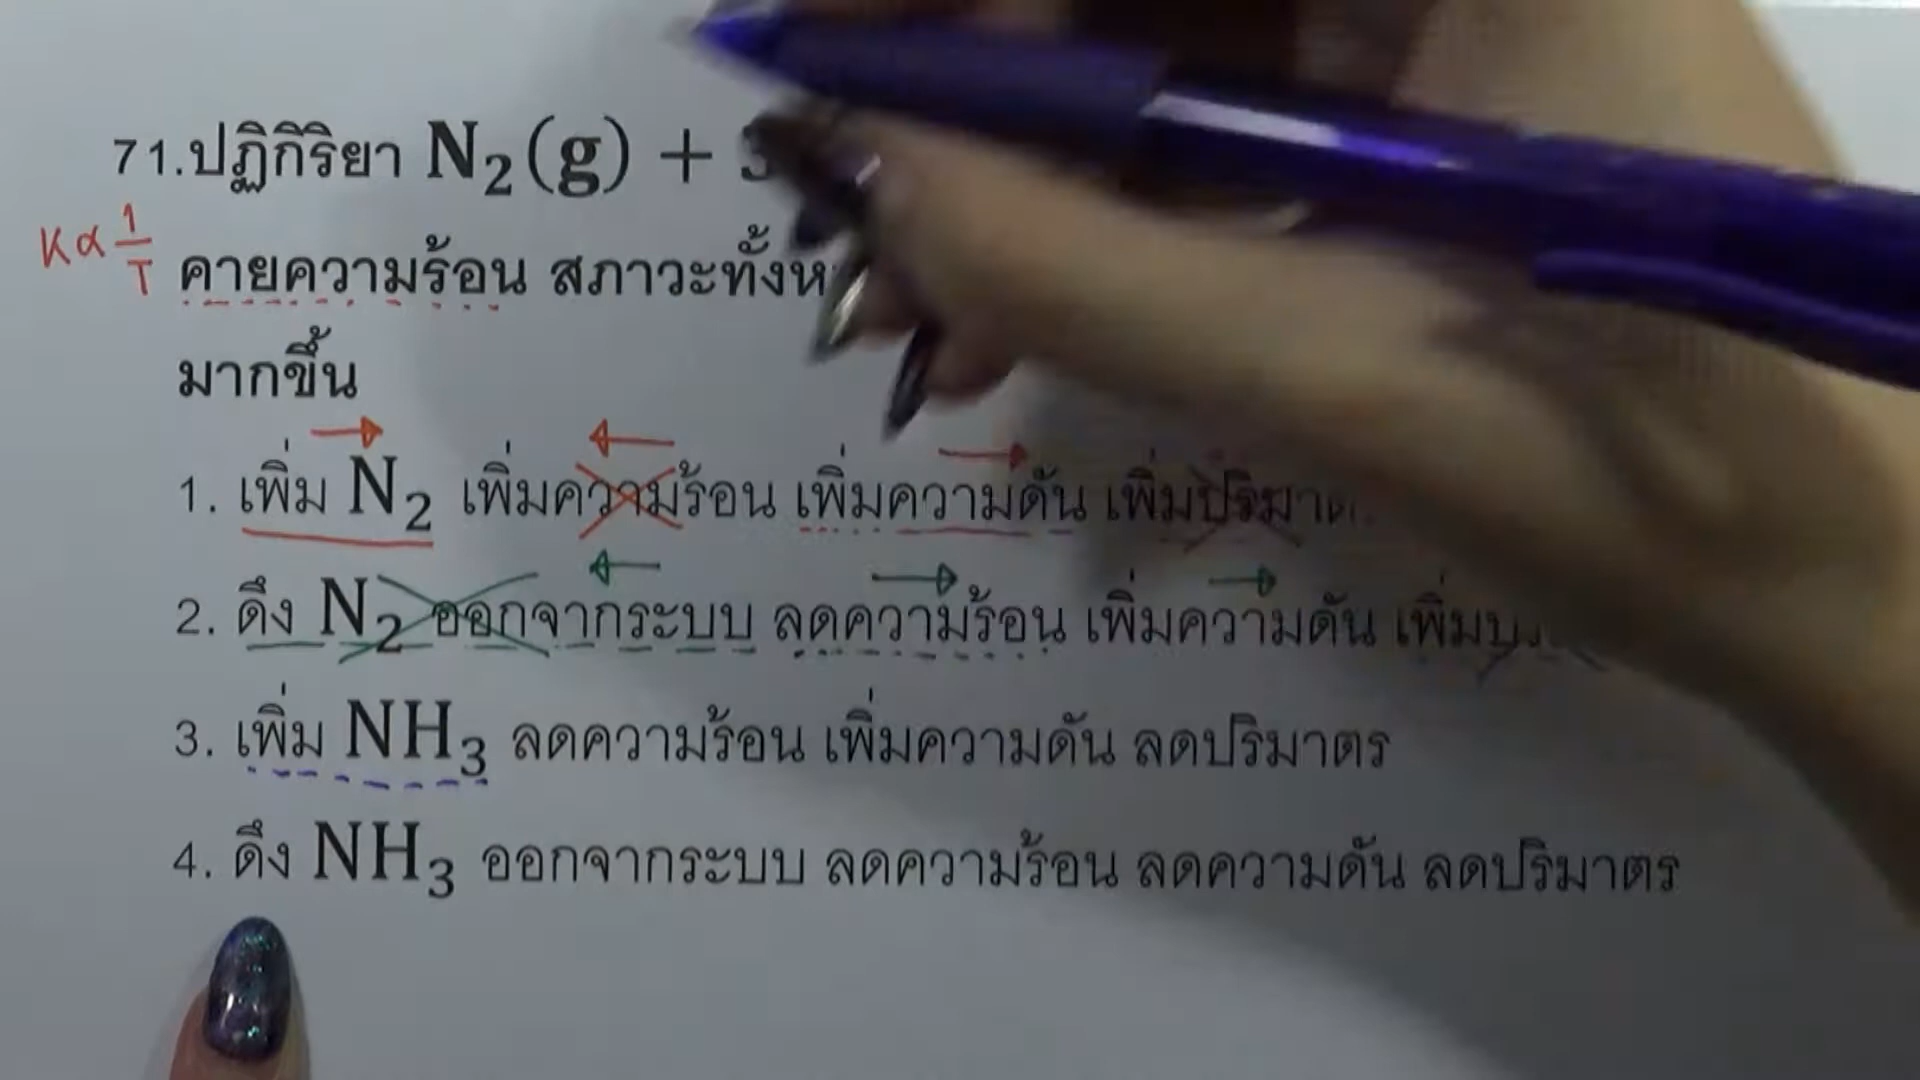 71.ปฏิกิริยา N₂(g) + 3
K ∝ 1/T
คายความร้อน สภาวะทั้งห
มากขึ้น
1. เพิ่ม N₂ เพิ่มความร้อน เพิ่มความดัน เพิ่มปริมาต
2. ดึง N₂ ออกจากระบบ ลดความร้อน เพิ่มความดัน
3. เพิ่ม NH₃ ลดความร้อน เพิ่มความดัน ลดปริมาตร
4. ดึง NH₃ ออกจากระบบ ลดความร้อน ลดความดัน ลดปริมาตร